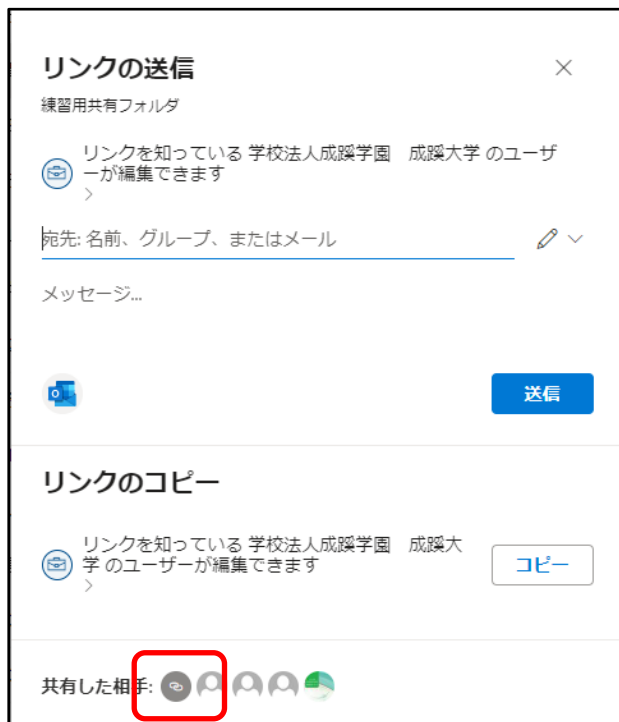 リンクの送信
練習用共有フォルダ
リンクを知っている 学校法人成蹊学園　成蹊大学 のユーザ
ーが編集できます
宛先: 名前、グループ、またはメール
メッセージ...
送信
リンクのコピー
リンクを知っている 学校法人成蹊学園　成蹊大
学 のユーザーが編集できます
コピー
共有した相手: